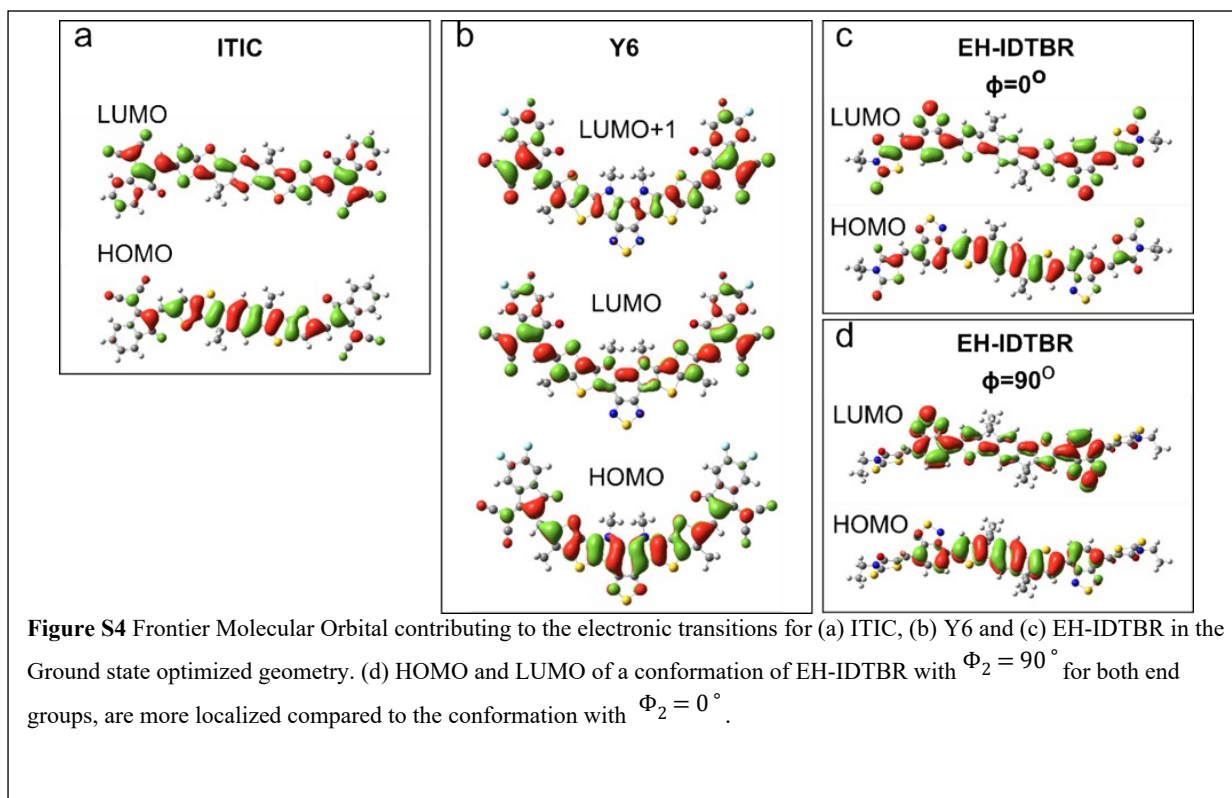 a
ITIC
LUMO
HOMO
b
Y6
LUMO+1
LUMO
HOMO
c
EH-IDTBR
ϕ=0⁰
LUMO
HOMO
d
EH-IDTBR
ϕ=90⁰
LUMO
HOMO
Figure S4 Frontier Molecular Orbital contributing to the electronic transitions for (a) ITIC, (b) Y6 and (c) EH-IDTBR in the
Ground state optimized geometry. (d) HOMO and LUMO of a conformation of EH-IDTBR with Φ₂ = 90° for both end
groups, are more localized compared to the conformation with Φ₂ = 0°.